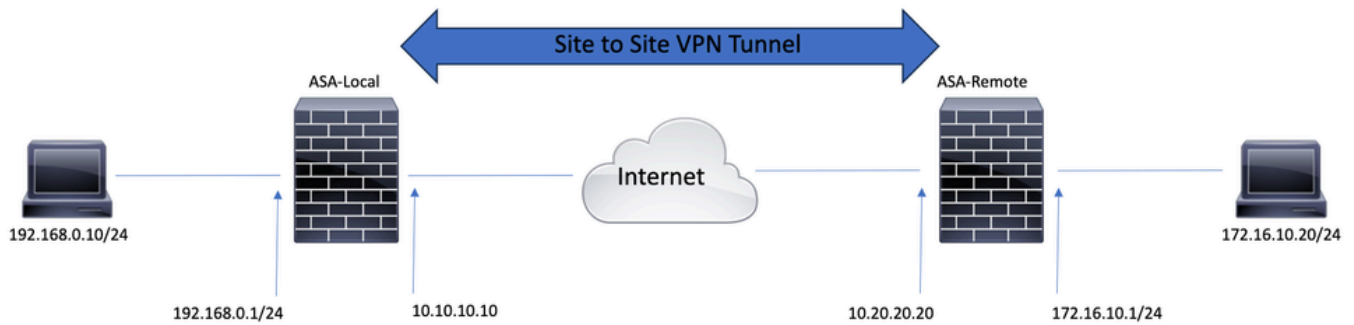 Site to Site VPN Tunnel
ASA-Local
ASA-Remote
Internet
192.168.0.10/24
172.16.10.20/24
192.168.0.1/24
10.10.10.10
10.20.20.20
172.16.10.1/24